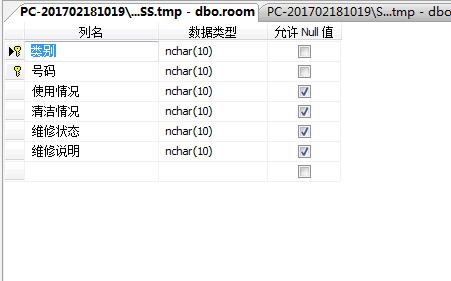 PC-201702181019\...SS.tmp - dbo.room PC-201702181019\S...tmp - dbo
列名 数据类型 允许 Null 值
类别 nchar(10)
号码 nchar(10)
使用情况 nchar(10)
清洁情况 nchar(10)
维修状态 nchar(10)
维修说明 nchar(10)